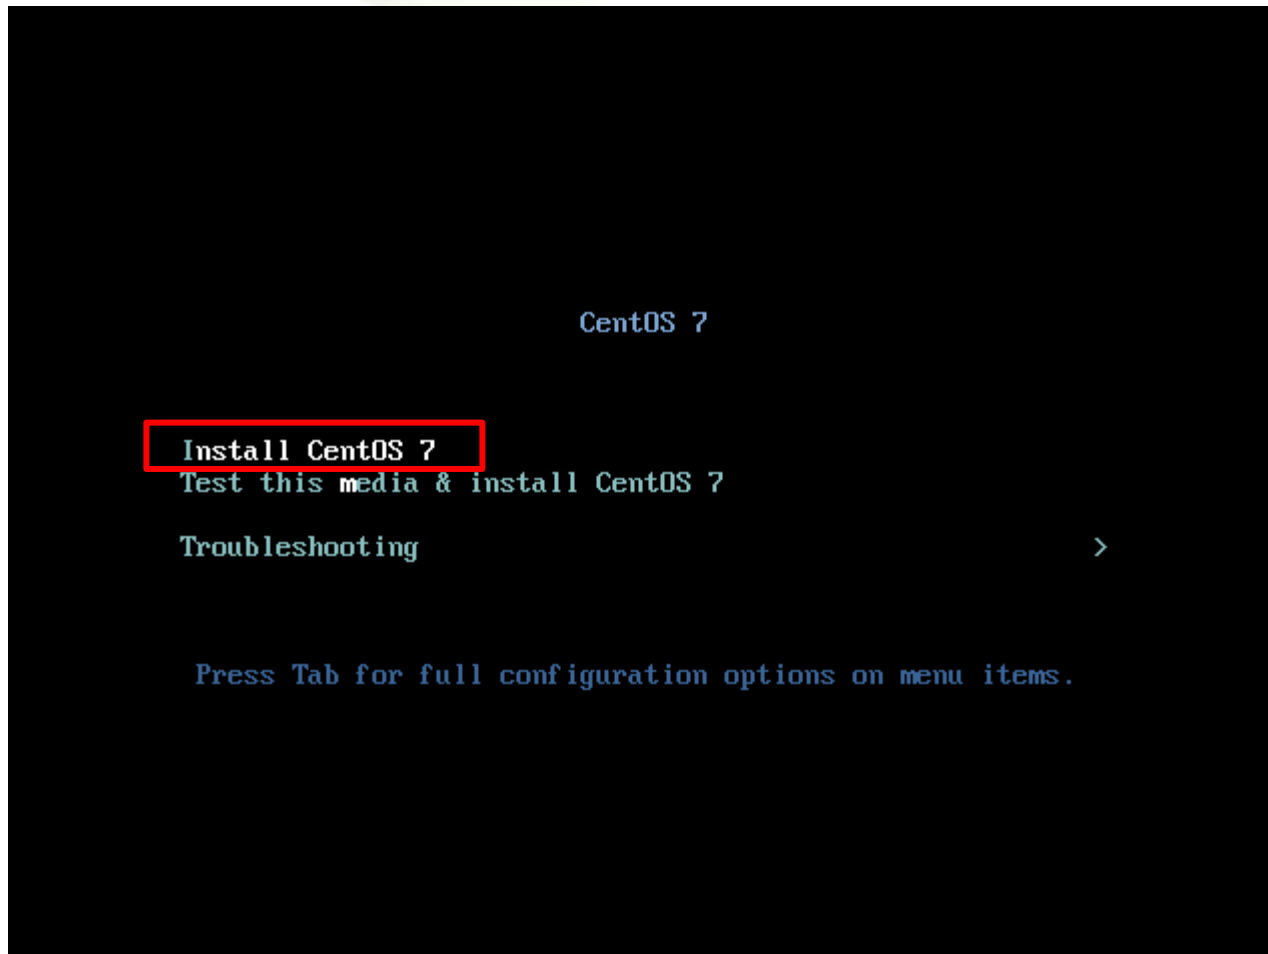 CentOS 7
Install CentOS 7
Test this media & install CentOS 7
Troubleshooting >
Press Tab for full configuration options on menu items.